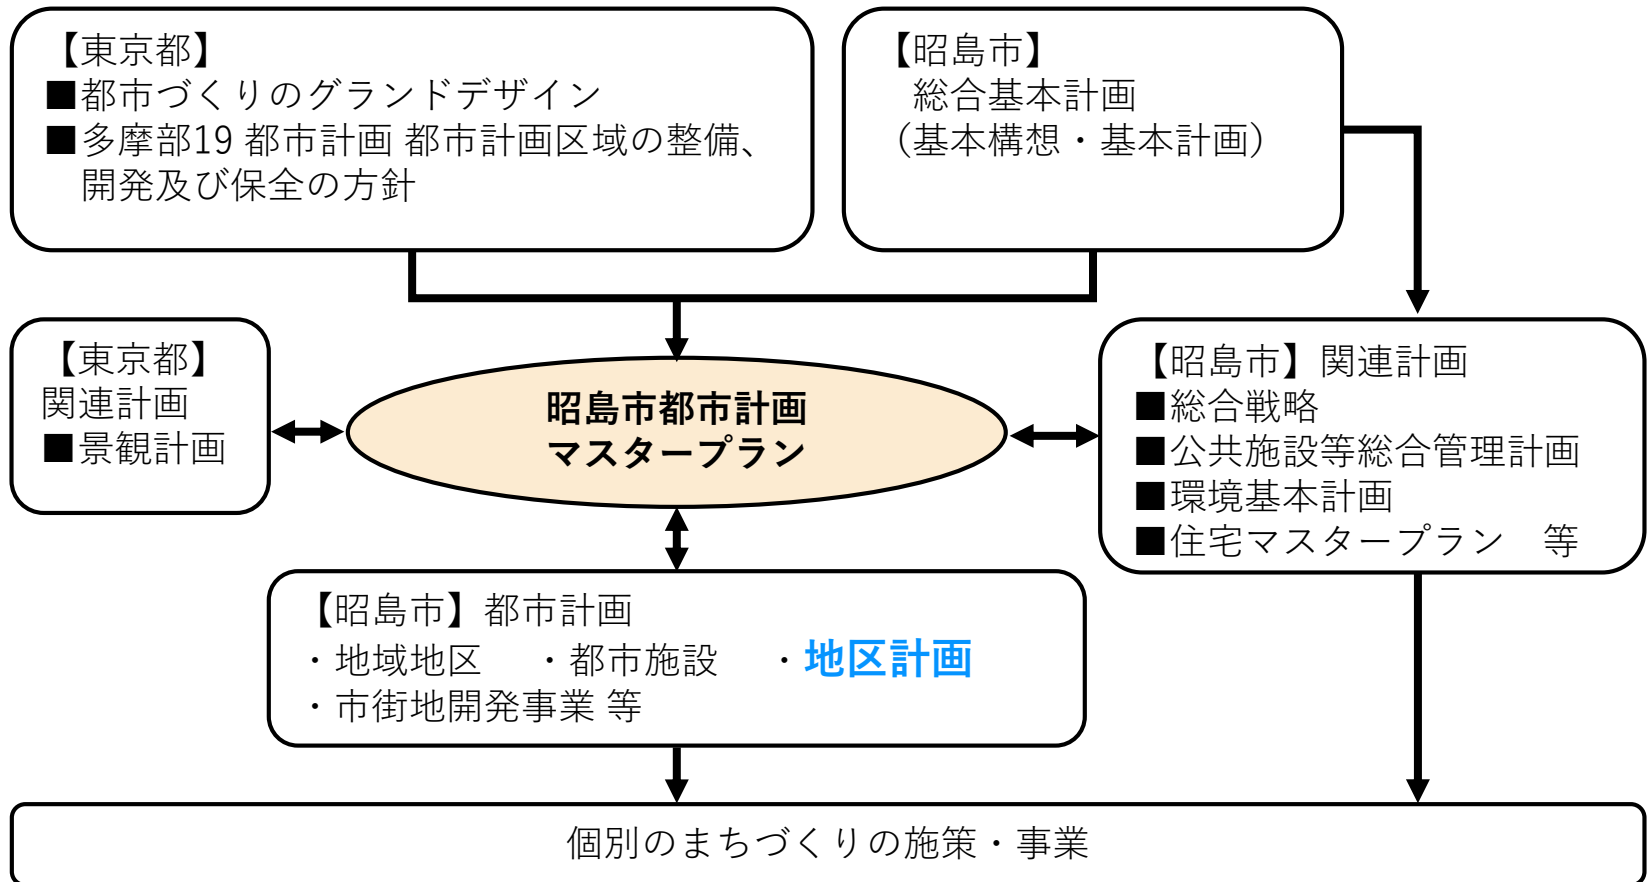 【東京都】
■都市づくりのグランドデザイン
■多摩部19 都市計画 都市計画区域の整備、
開発及び保全の方針
【昭島市】
総合基本計画
（基本構想・基本計画）
【東京都】
関連計画
■景観計画
昭島市都市計画
マスタープラン
【昭島市】関連計画
■総合戦略
■公共施設等総合管理計画
■環境基本計画
■住宅マスタープラン　等
【昭島市】都市計画
・地域地区　・都市施設　・地区計画
・市街地開発事業 等
個別のまちづくりの施策・事業